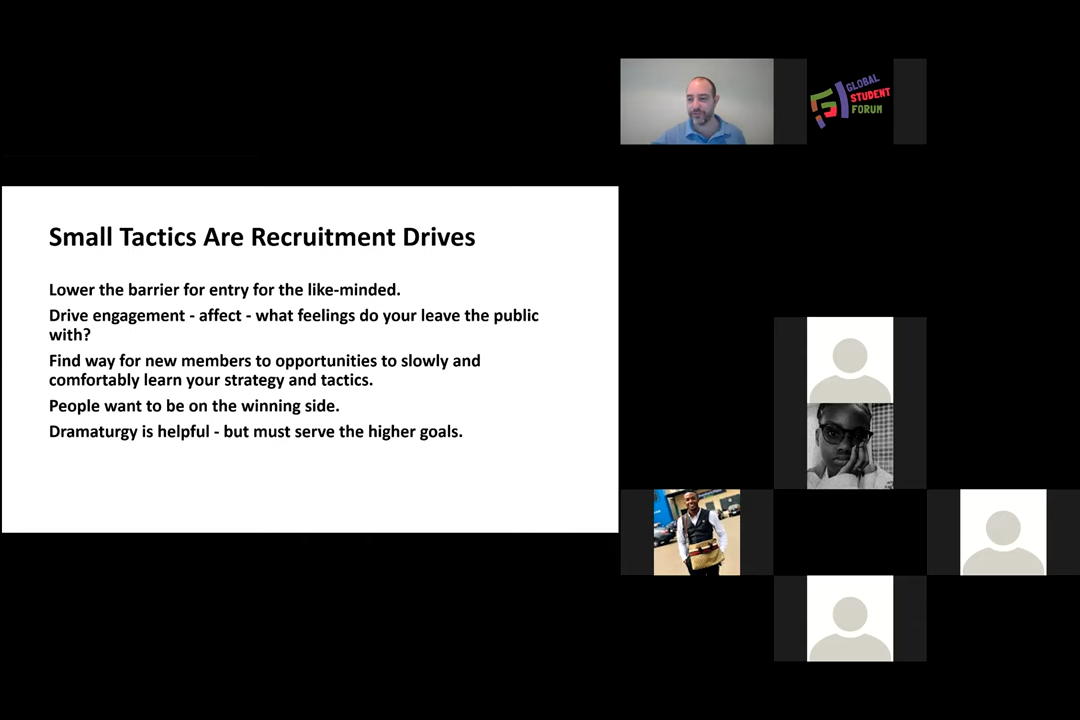 GLOBAL
STUDENT
FORUM
Small Tactics Are Recruitment Drives
Lower the barrier for entry for the like-minded.
Drive engagement - affect - what feelings do your leave the public
with?
Find way for new members to opportunities to slowly and
comfortably learn your strategy and tactics.
People want to be on the winning side.
Dramaturgy is helpful - but must serve the higher goals.